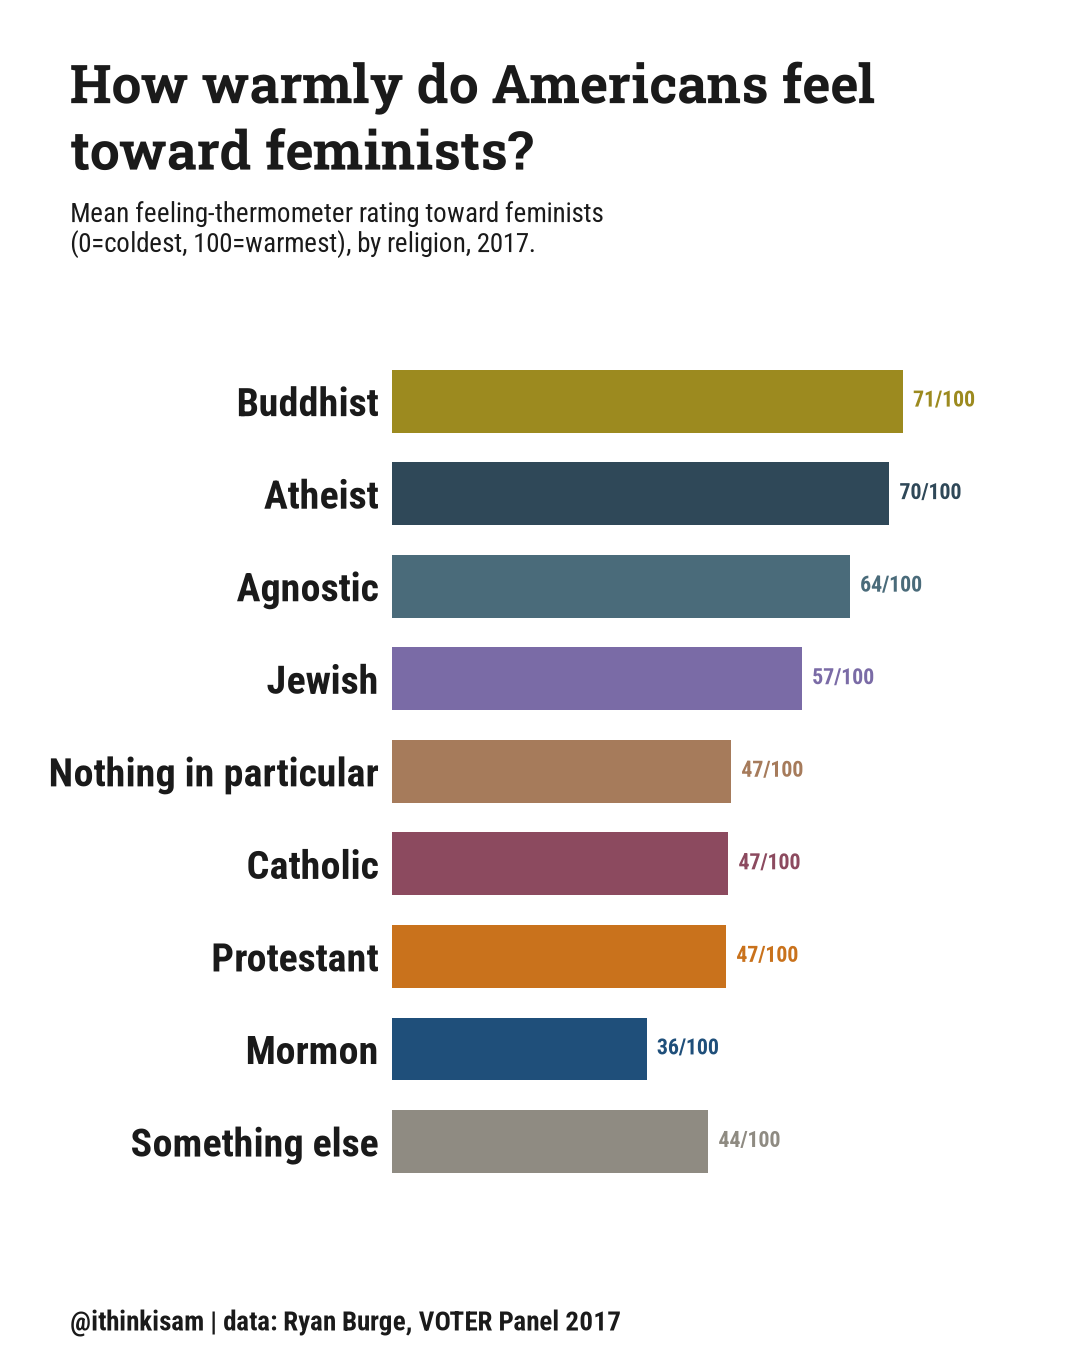 How warmly do Americans feel
toward feminists?
Mean feeling-thermometer rating toward feminists
(0=coldest, 100=warmest), by religion, 2017.
Buddhist 71/100
Atheist 70/100
Agnostic 64/100
Jewish 57/100
Nothing in particular 47/100
Catholic 47/100
Protestant 47/100
Mormon 36/100
Something else 44/100
@ithinkisam | data: Ryan Burge, VOTER Panel 2017